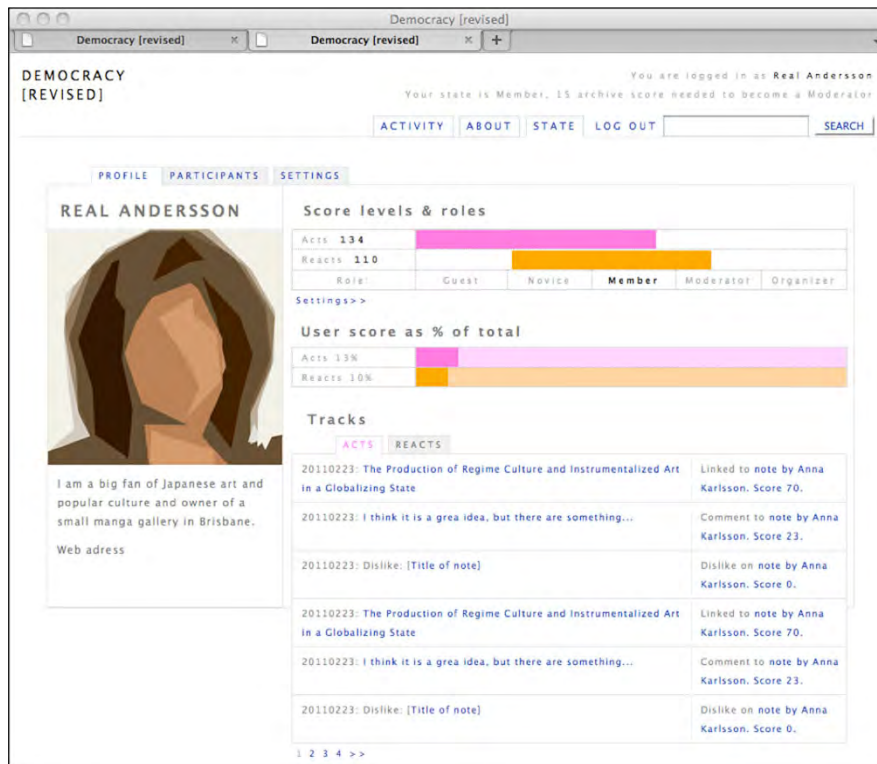 Democracy [revised]
Democracy [revised] × Democracy [revised] × +
DEMOCRACY
[REVISED]
You are logged in as Real Andersson
Your state is Member, 15 archive score needed to become a Moderator
ACTIVITY ABOUT STATE LOG OUT SEARCH
PROFILE PARTICIPANTS SETTINGS
REAL ANDERSSON
I am a big fan of Japanese art and
popular culture and owner of a
small manga gallery in Brisbane.
Web adress
Score levels & roles
Acts 134
Reacts 110
Role: Guest Novice Member Moderator Organizer
Settings>>
User score as % of total
Acts 13%
Reacts 10%
Tracks
ACTS REACTS
20110223: The Production of Regime Culture and Instrumentalized Art
in a Globalizing State
Linked to note by Anna
Karlsson. Score 70.
20110223: I think it is a grea idea, but there are something...
Comment to note by Anna
Karlsson. Score 23.
20110223: Dislike: [Title of note]
Dislike on note by Anna
Karlsson. Score 0.
20110223: The Production of Regime Culture and Instrumentalized Art
in a Globalizing State
Linked to note by Anna
Karlsson. Score 70.
20110223: I think it is a grea idea, but there are something...
Comment to note by Anna
Karlsson. Score 23.
20110223: Dislike: [Title of note]
Dislike on note by Anna
Karlsson. Score 0.
1 2 3 4 >>